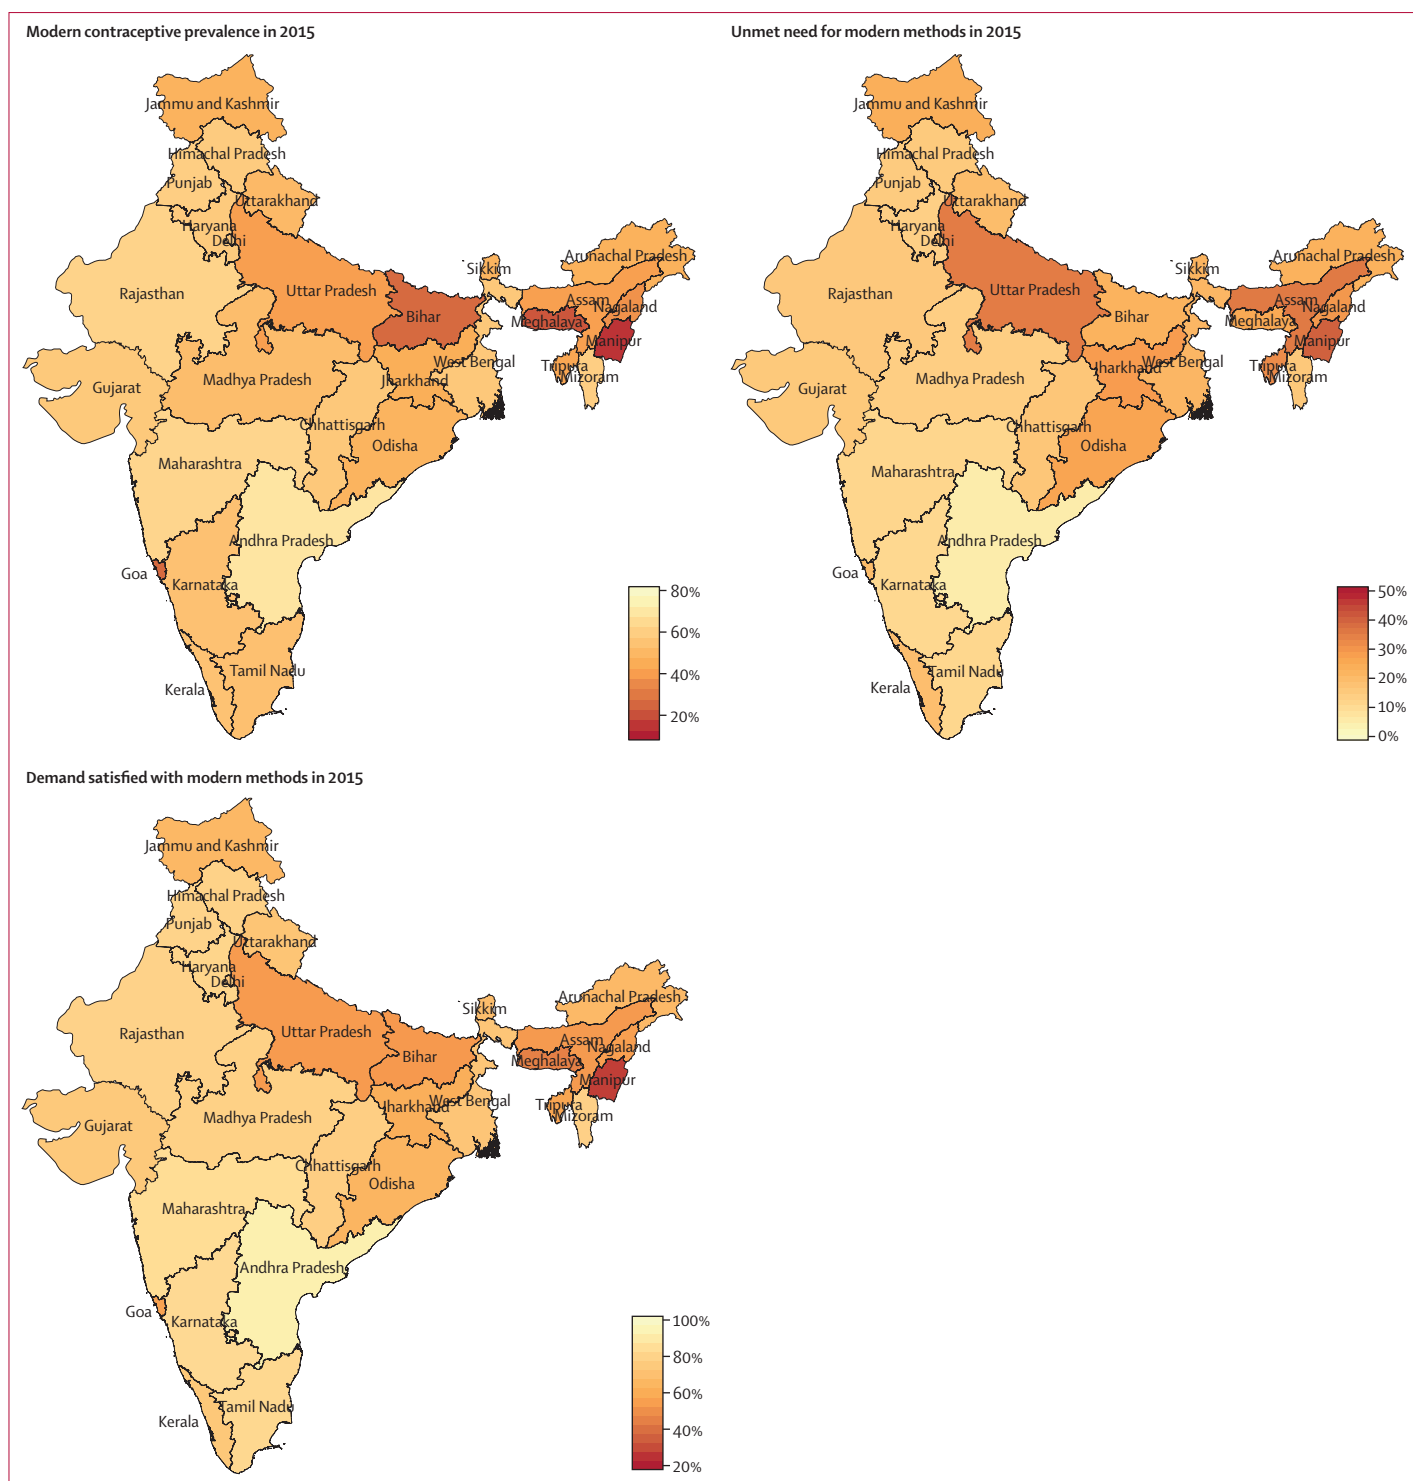 Modern contraceptive prevalence in 2015
Jammu and Kashmir
Himachal Pradesh
Punjab
Uttarakhand
Haryana
Delhi
Arunachal Pradesh
Sikkim
Rajasthan
Uttar Pradesh
Assam
Nagaland
Bihar
Meghalaya
Manipur
West Bengal
Tripura
Mizoram
Madhya Pradesh
Jharkhand
Gujarat
Chhattisgarh
Odisha
Maharashtra
Andhra Pradesh
Goa
Karnataka
Tamil Nadu
Kerala
80%
60%
40%
20%
Unmet need for modern methods in 2015
Jammu and Kashmir
Himachal Pradesh
Punjab
Uttarakhand
Haryana
Delhi
Arunachal Pradesh
Sikkim
Rajasthan
Uttar Pradesh
Assam
Nagaland
Bihar
Meghalaya
Manipur
West Bengal
Tripura
Mizoram
Madhya Pradesh
Jharkhand
Gujarat
Chhattisgarh
Odisha
Maharashtra
Andhra Pradesh
Goa
Karnataka
Tamil Nadu
Kerala
50%
40%
30%
20%
10%
0%
Demand satisfied with modern methods in 2015
Jammu and Kashmir
Himachal Pradesh
Punjab
Uttarakhand
Haryana
Delhi
Arunachal Pradesh
Sikkim
Rajasthan
Uttar Pradesh
Assam
Nagaland
Bihar
Meghalaya
Manipur
West Bengal
Tripura
Mizoram
Jharkhand
Madhya Pradesh
Gujarat
Chhattisgarh
Odisha
Maharashtra
Andhra Pradesh
Goa
Karnataka
Tamil Nadu
Kerala
100%
80%
60%
40%
20%